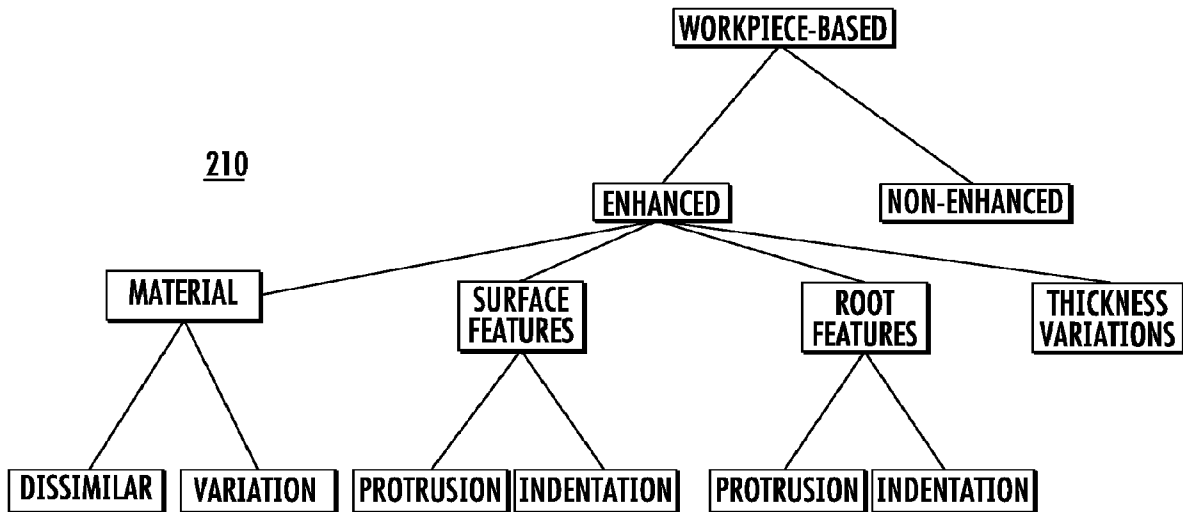 WORKPIECE-BASED
210
ENHANCED
NON-ENHANCED
MATERIAL
SURFACE
FEATURES
ROOT
FEATURES
THICKNESS
VARIATIONS
DISSIMILAR
VARIATION
PROTRUSION
INDENTATION
PROTRUSION
INDENTATION